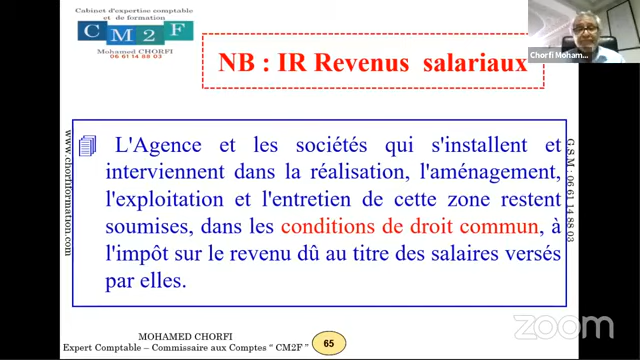 Cabinet d'expertise comptable
et de formation
C M 2 F
Mohamed CHORFI
06 61 14 88 03
NB : IR Revenus salariaux
Chorfi Moham...
L'Agence et les sociétés qui s'installent et
interviennent dans la réalisation, l'aménagement,
l'exploitation et l'entretien de cette zone restent
soumises, dans les conditions de droit commun, à
l'impôt sur le revenu dû au titre des salaires versés
par elles.
www.chorfiformation.com
GSM: 06 61 14 88 03
MOHAMED CHORFI
Expert Comptable – Commissaire aux Comptes " CM2F "
65
zoom